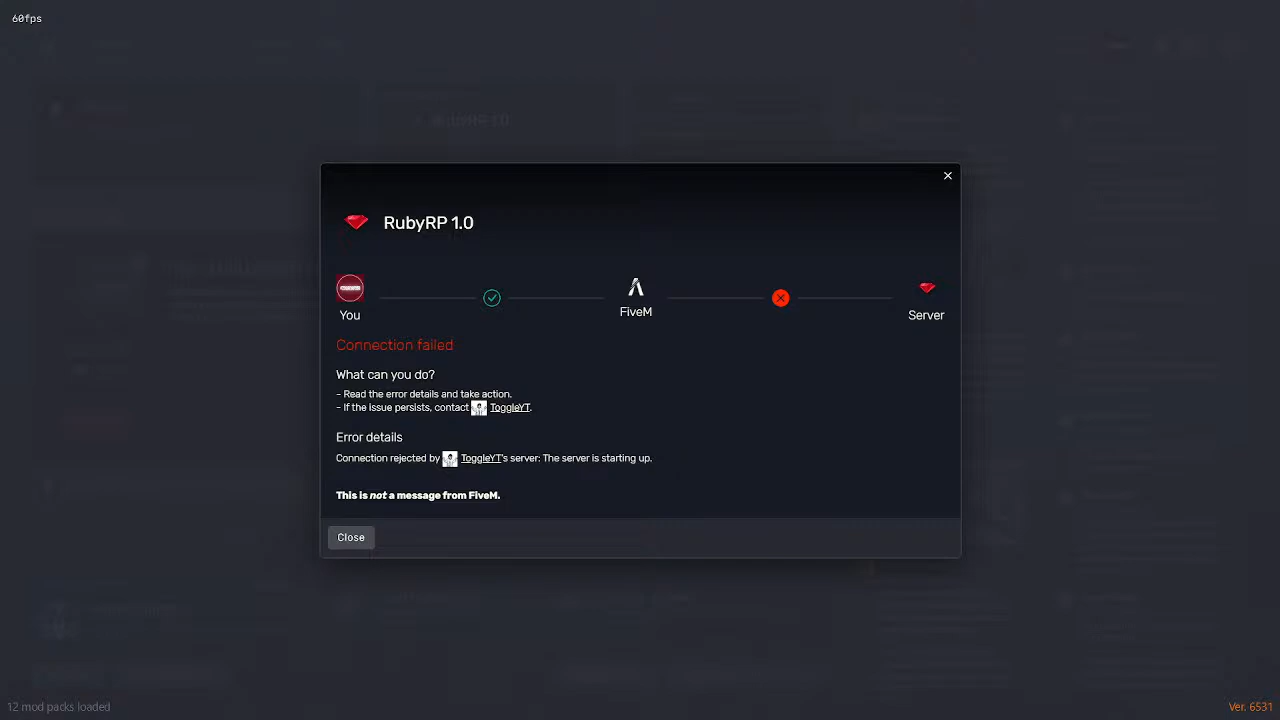 60fps
RubyRP 1.0
You
FiveM
Server
Connection failed
What can you do?
- Read the error details and take action.
- If the issue persists, contact ToggleYT.
Error details
Connection rejected by ToggleYT's server: The server is starting up.
This is not a message from FiveM.
Close
12 mod packs loaded
Ver. 6531